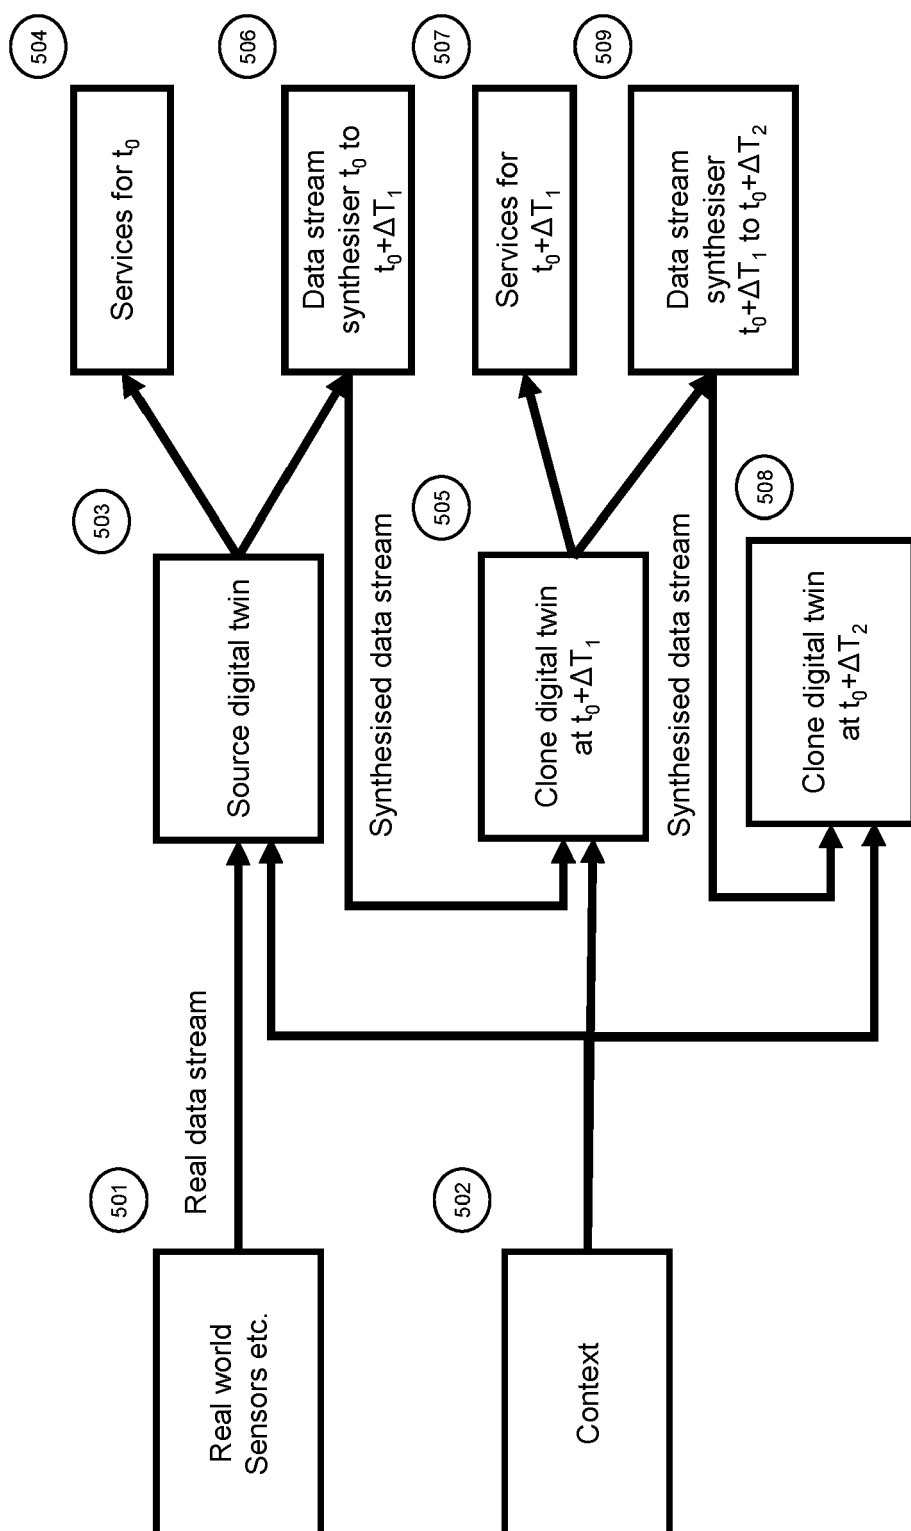 501
Real world
Sensors etc.
Real data stream
502
Context
503
Source digital twin
504
Services for t₀
506
Data stream
synthesiser t₀ to
t₀+ΔT₁
Synthesised data stream
505
Clone digital twin
at t₀+ΔT₁
507
Services for
t₀+ΔT₁
509
Data stream
synthesiser
t₀+ΔT₁ to t₀+ΔT₂
Synthesised data stream
508
Clone digital twin
at t₀+ΔT₂